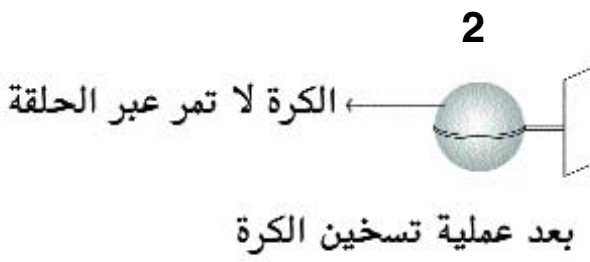 2
الكرة لا تمر عبر الحلقة
بعد عملية تسخين الكرة